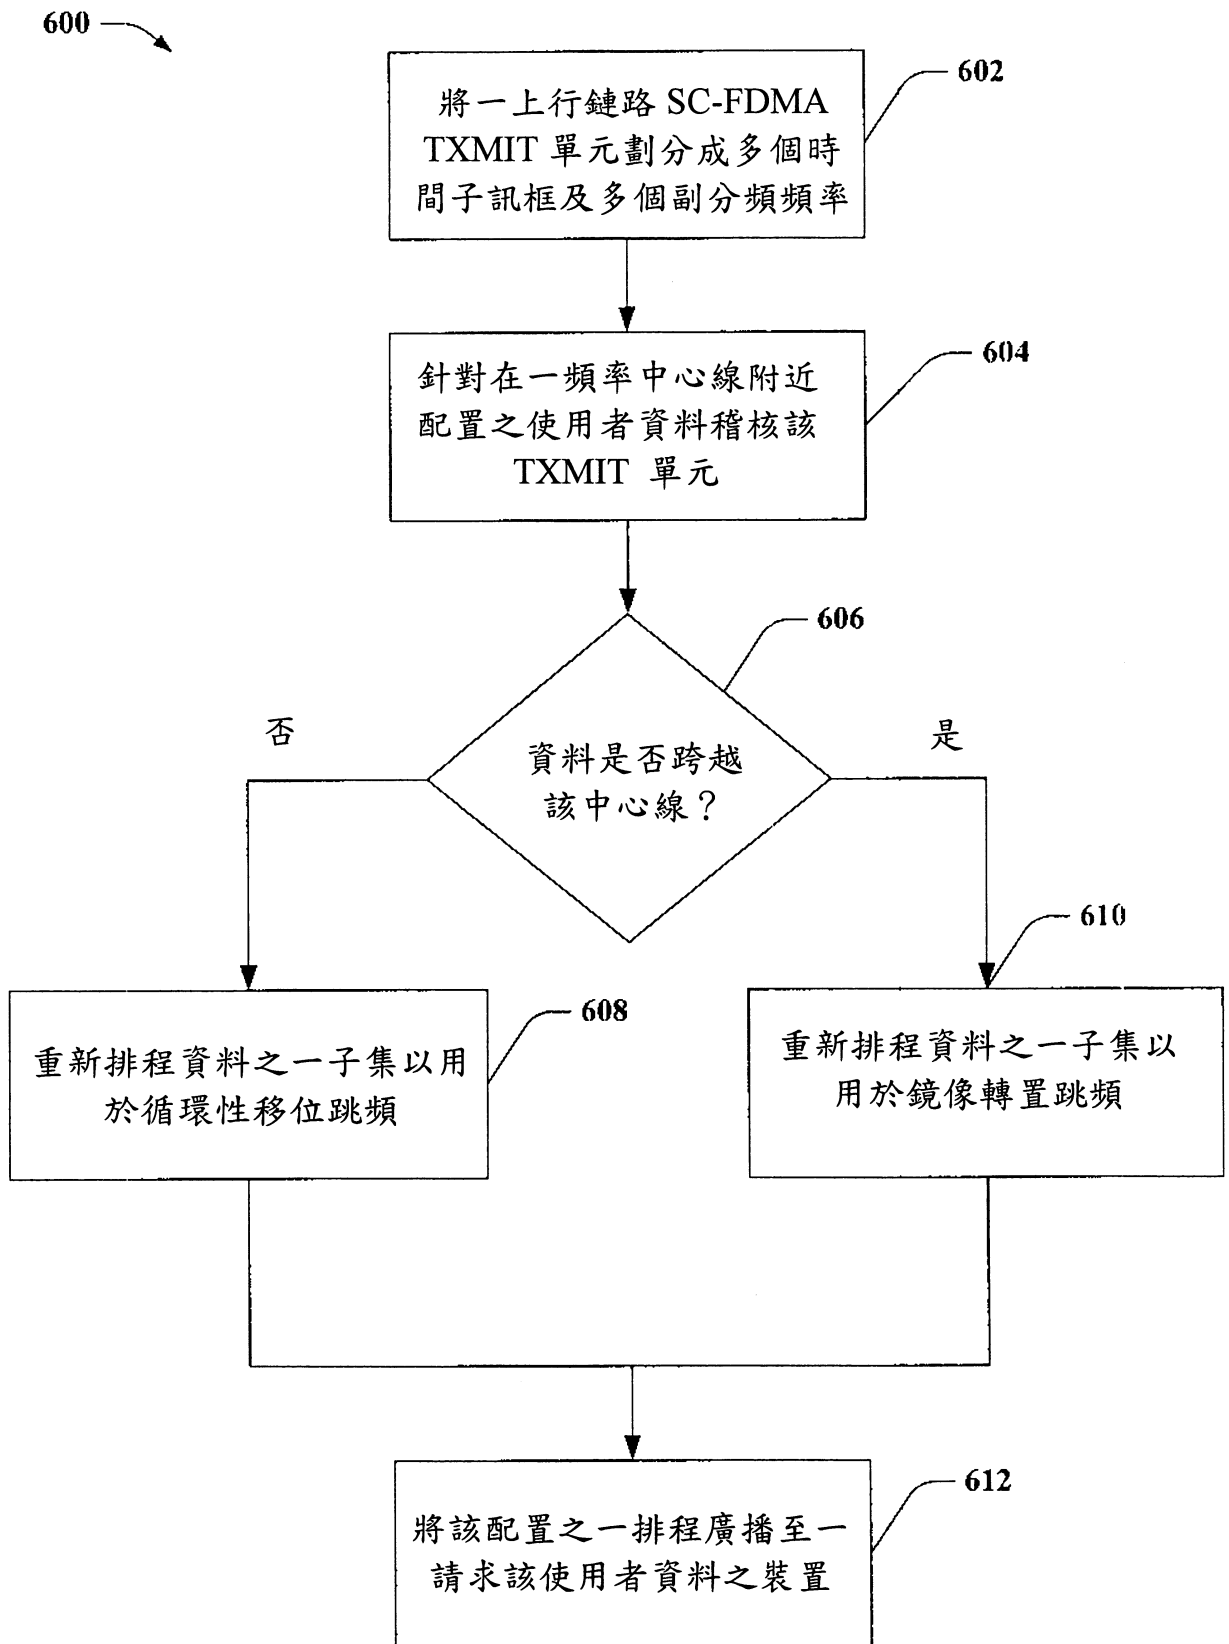 600
602
將一上行鏈路 SC-FDMA
TXMIT 單元劃分成多個時
間子訊框及多個副分頻頻率
604
針對在一頻率中心線附近
配置之使用者資料稽核該
TXMIT 單元
606
否
是
資料是否跨越
該中心線？
608
610
重新排程資料之一子集以用
於循環性移位跳頻
重新排程資料之一子集以
用於鏡像轉置跳頻
612
將該配置之一排程廣播至一
請求該使用者資料之裝置